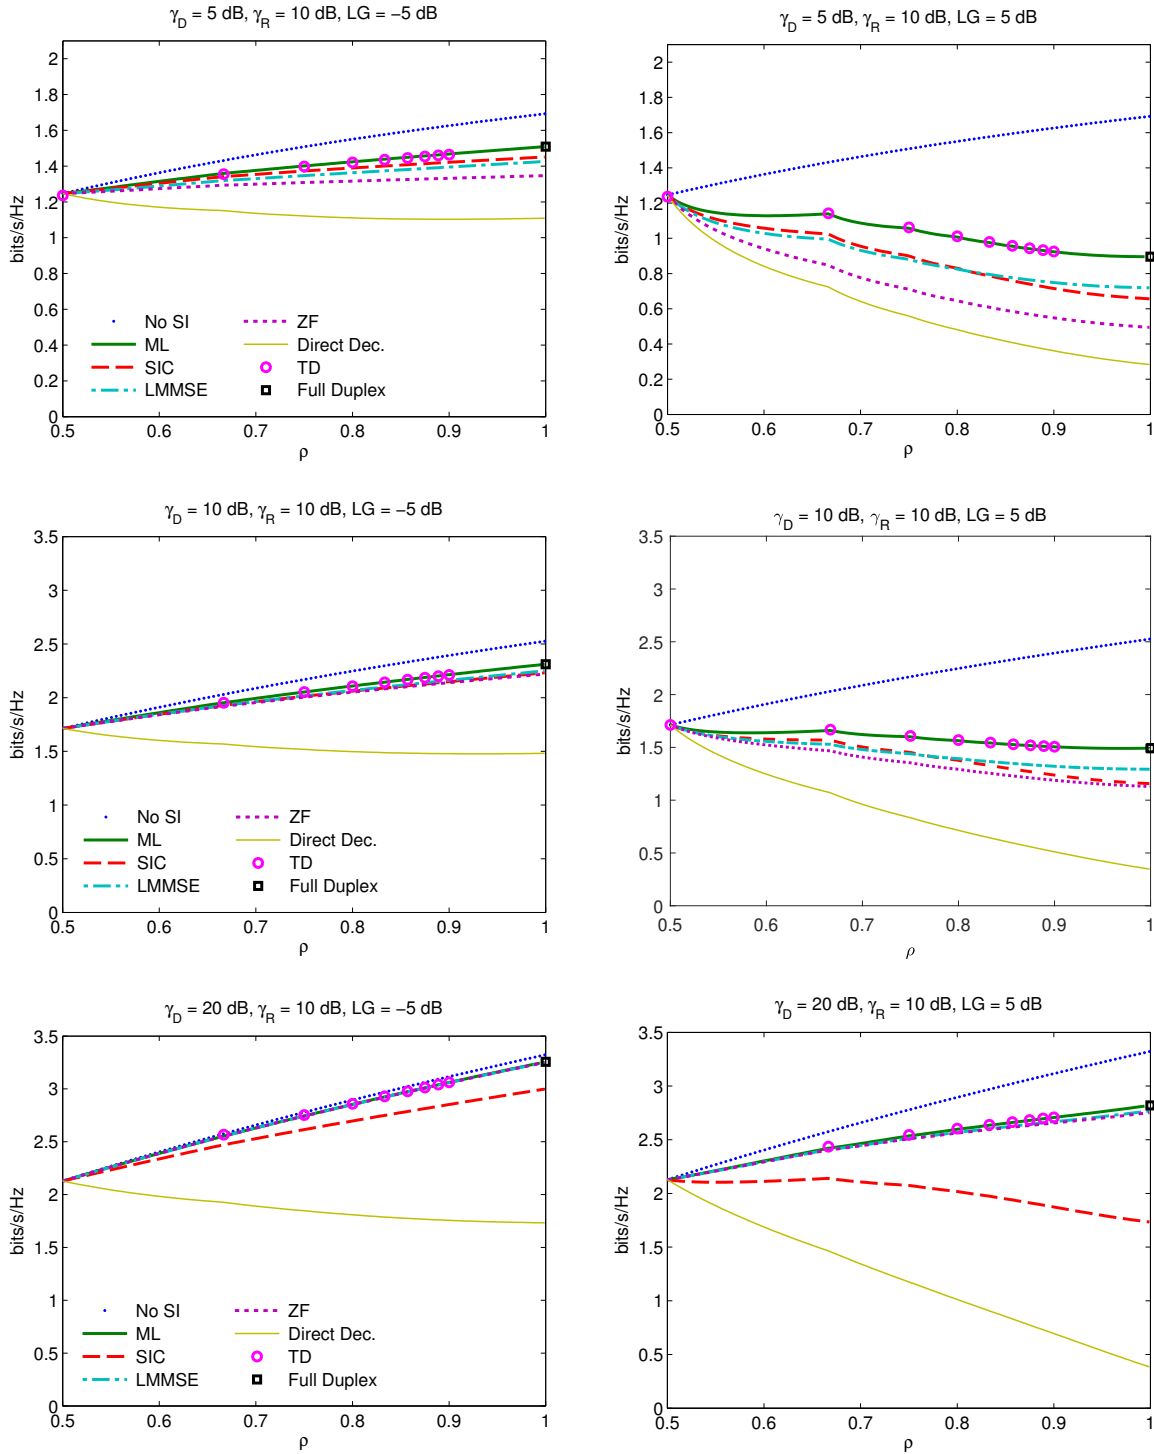 γD = 5 dB, γR = 10 dB, LG = −5 dB
2
1.8
1.6
1.4
1.2
1
0.8
0.6
0.4
0.2
0
bits/s/Hz
No SI
ML
SIC
LMMSE
ZF
Direct Dec.
TD
Full Duplex
0.5 0.6 0.7 0.8 0.9 1
ρ
γD = 5 dB, γR = 10 dB, LG = 5 dB
2
1.8
1.6
1.4
1.2
1
0.8
0.6
0.4
0.2
0
bits/s/Hz
0.5 0.6 0.7 0.8 0.9 1
ρ
γD = 10 dB, γR = 10 dB, LG = −5 dB
3.5
3
2.5
2
1.5
1
0.5
0
bits/s/Hz
No SI
ML
SIC
LMMSE
ZF
Direct Dec.
TD
Full Duplex
0.5 0.6 0.7 0.8 0.9 1
ρ
γD = 10 dB, γR = 10 dB, LG = 5 dB
3.5
3
2.5
2
1.5
1
0.5
0
bits/s/Hz
0.5 0.6 0.7 0.8 0.9 1
ρ
γD = 20 dB, γR = 10 dB, LG = −5 dB
3.5
3
2.5
2
1.5
1
0.5
0
bits/s/Hz
No SI
ML
SIC
LMMSE
ZF
Direct Dec.
TD
Full Duplex
0.5 0.6 0.7 0.8 0.9 1
ρ
γD = 20 dB, γR = 10 dB, LG = 5 dB
3.5
3
2.5
2
1.5
1
0.5
0
bits/s/Hz
0.5 0.6 0.7 0.8 0.9 1
ρ